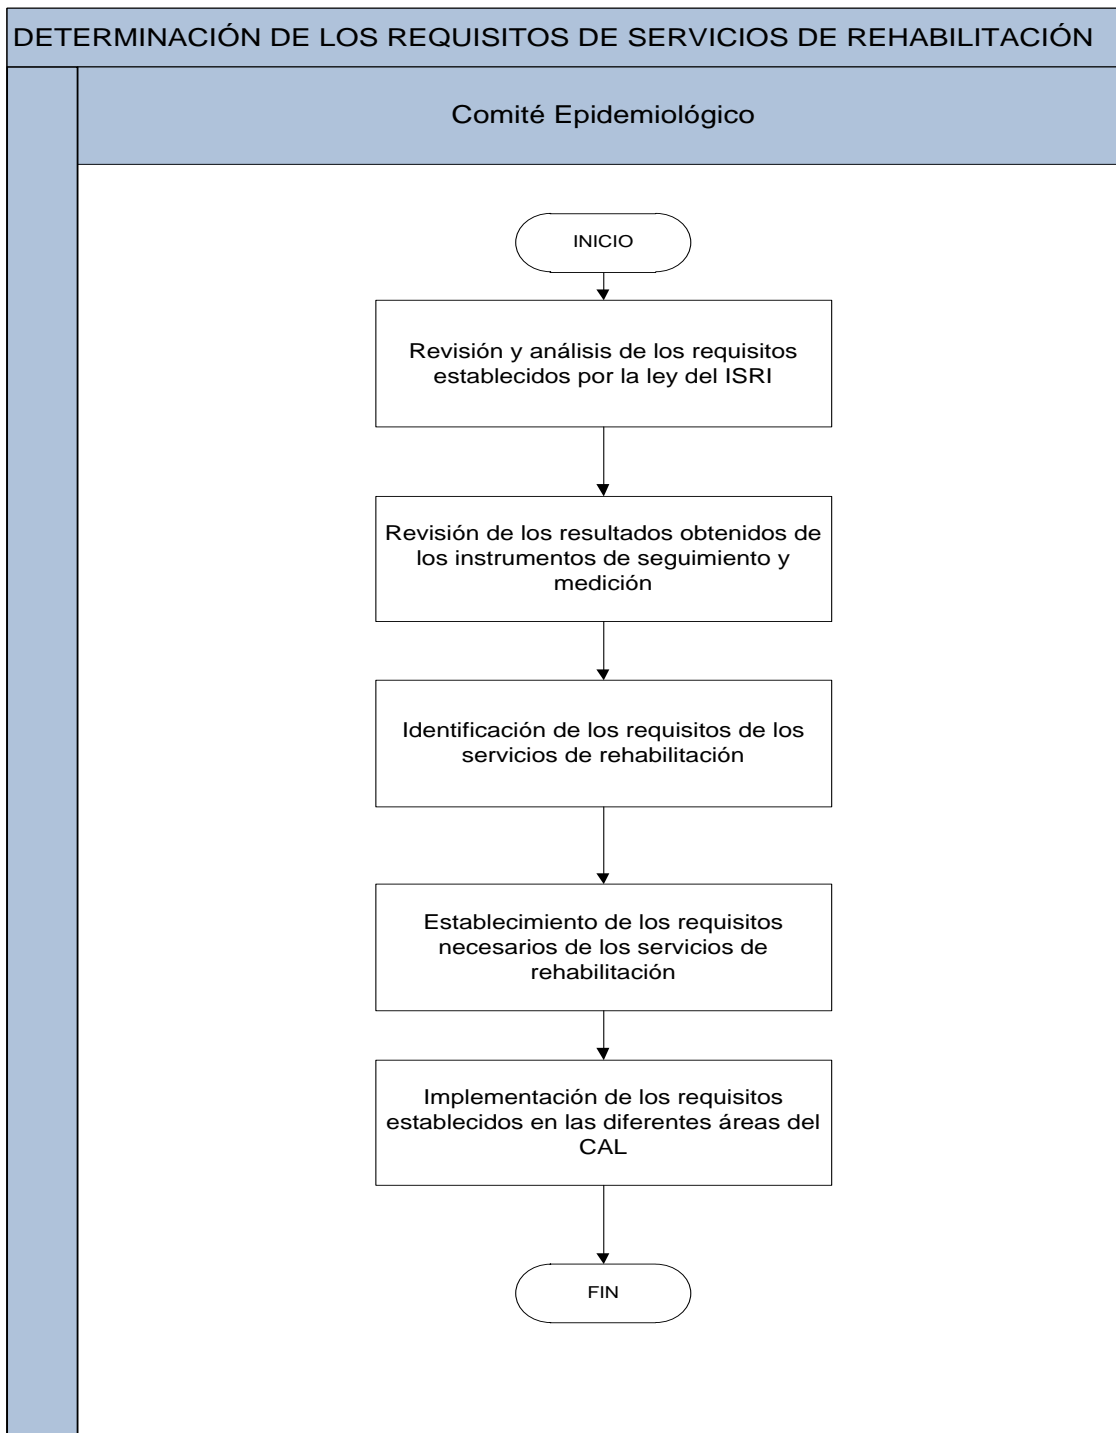 DETERMINACIÓN DE LOS REQUISITOS DE SERVICIOS DE REHABILITACIÓN
Comité Epidemiológico
INICIO
Revisión y análisis de los requisitos
establecidos por la ley del ISRI
Revisión de los resultados obtenidos de
los instrumentos de seguimiento y
medición
Identificación de los requisitos de los
servicios de rehabilitación
Establecimiento de los requisitos
necesarios de los servicios de
rehabilitación
Implementación de los requisitos
establecidos en las diferentes áreas del
CAL
FIN